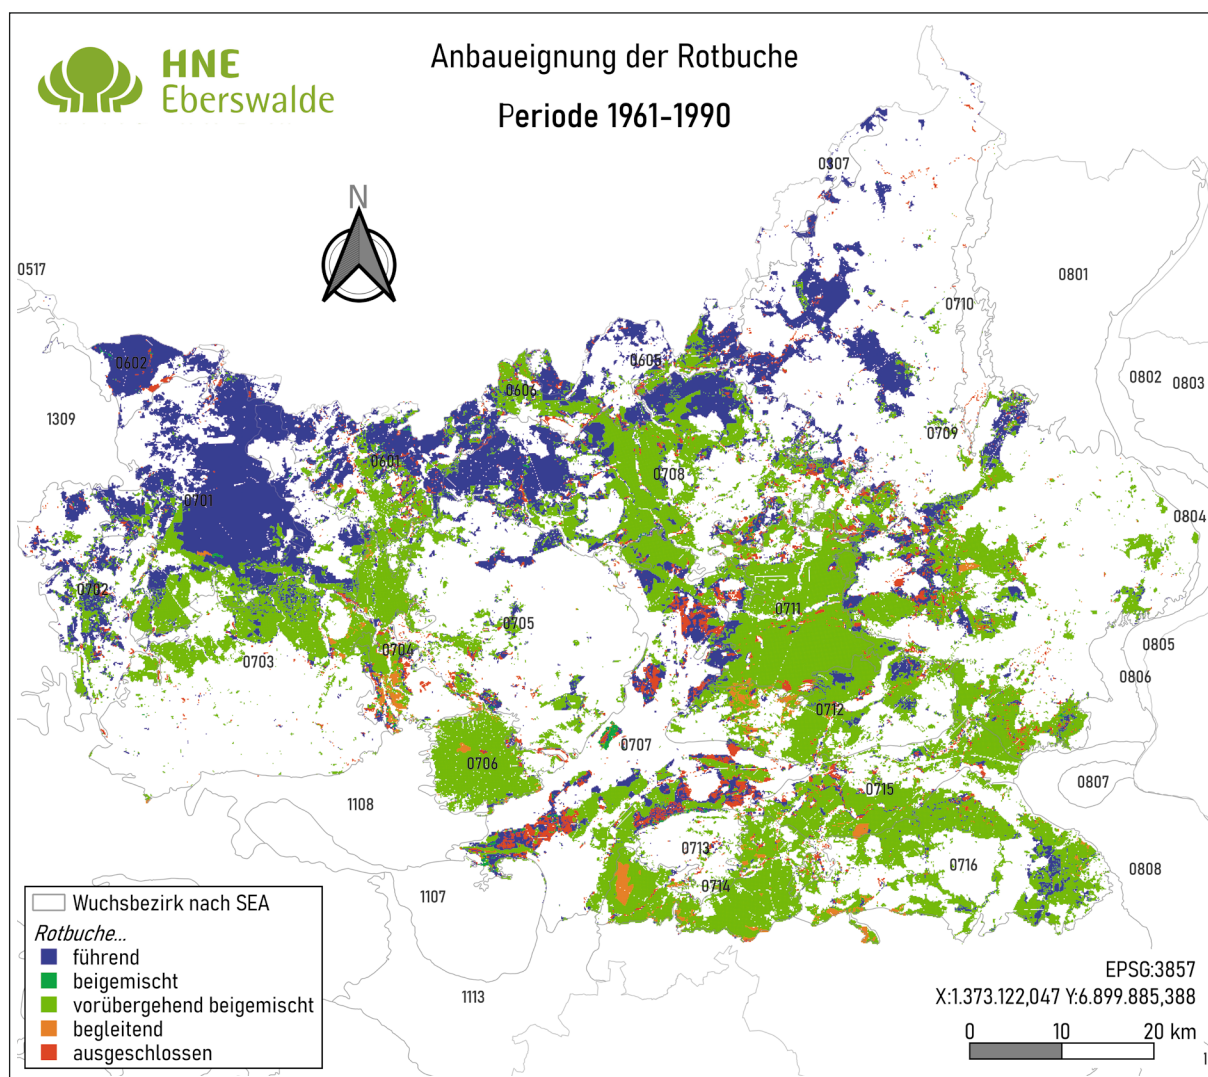 HNE
Eberswalde
Anbaueignung der Rotbuche
Periode 1961-1990
N
0307
0517
0801
0710
0602
0605
0802
0803
0606
1309
0709
0601
0708
0701
0804
0702
0711
0705
0805
0704
0703
0806
0712
0707
0706
0807
0715
1108
0713
0716
0808
0714
1107
1113
Wuchsbezirk nach SEA
Rotbuche...
führend
beigemischt
vorübergehend beigemischt
begleitend
ausgeschlossen
EPSG:3857
X:1.373.122,047 Y:6.899.885,388
0 10 20 km
1